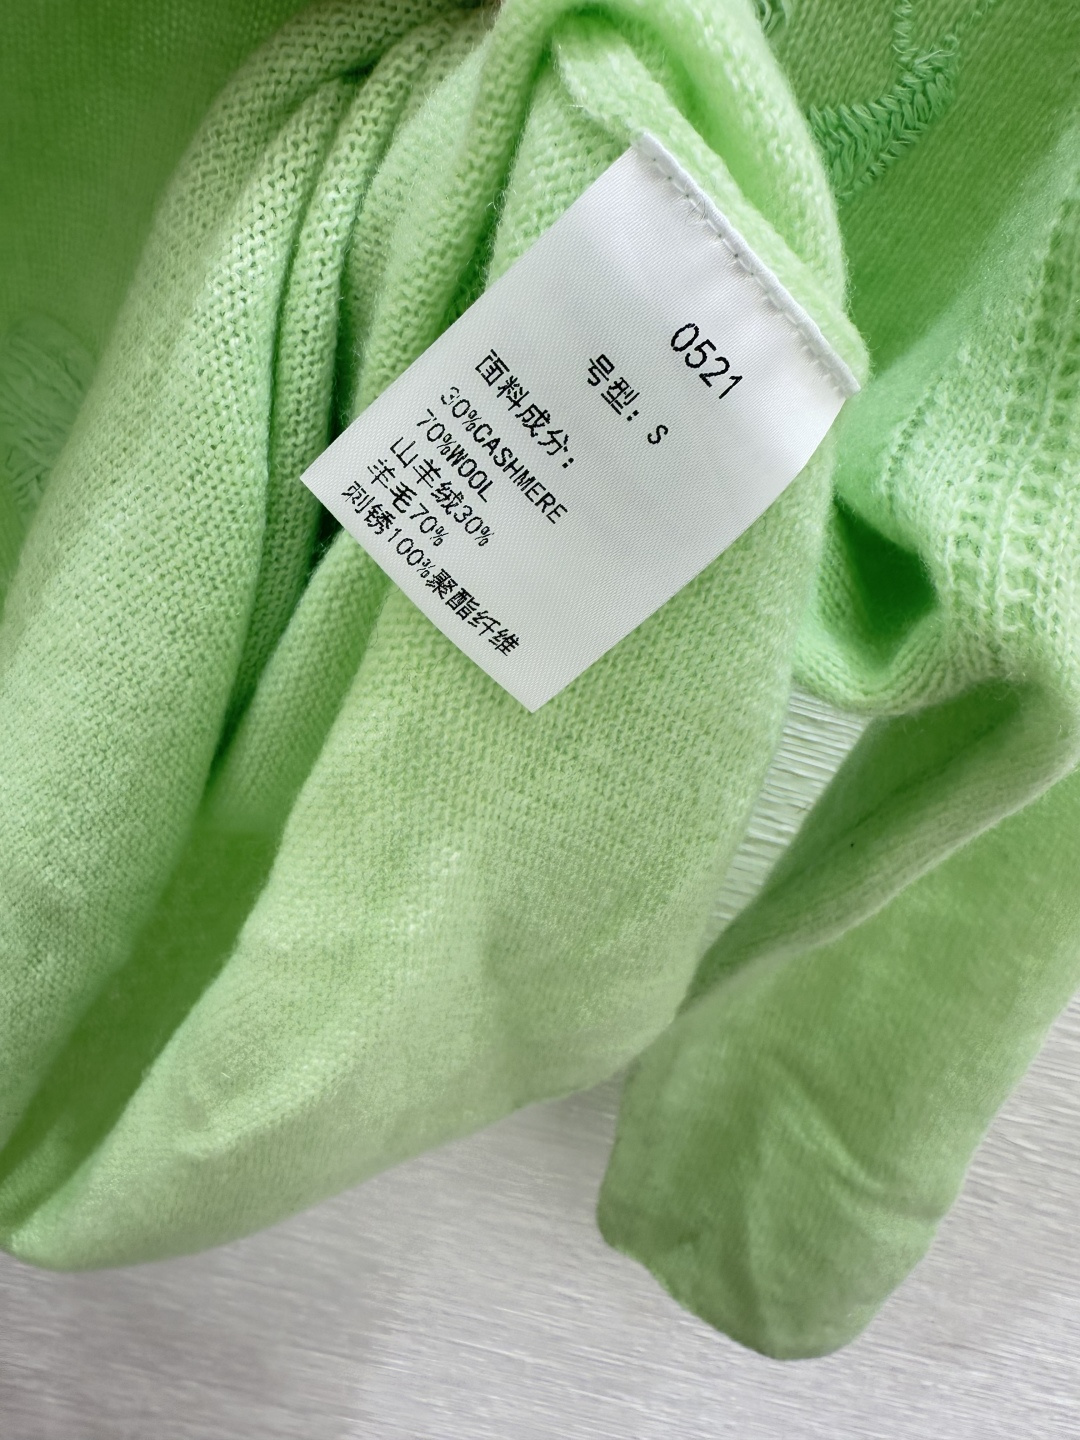 0521
号型：S
面料成分：
30%CASHMERE
70%WOOL
山羊绒30%
羊毛70%
刺绣100%聚酯纤维